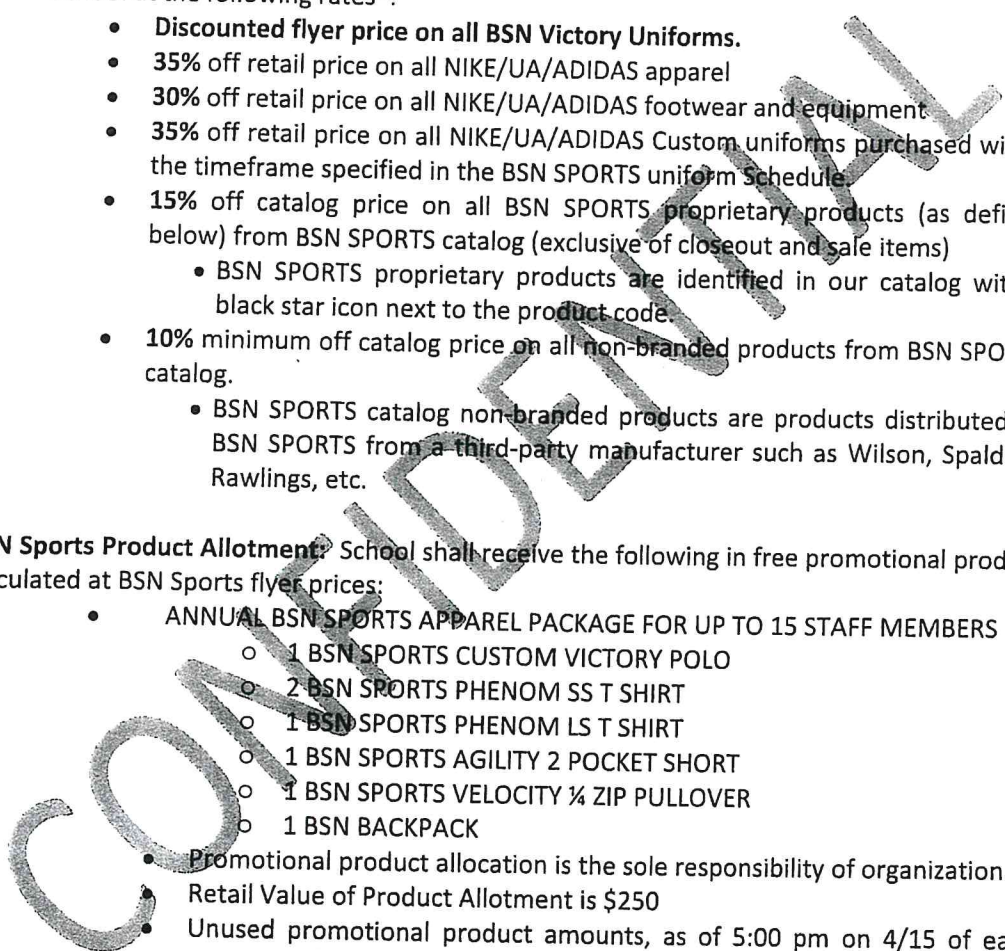 the following rates
• Discounted flyer price on all BSN Victory Uniforms.
• 35% off retail price on all NIKE/UA/ADIDAS apparel
• 30% off retail price on all NIKE/UA/ADIDAS footwear and equipment
• 35% off retail price on all NIKE/UA/ADIDAS Custom uniforms purchased wi
the timeframe specified in the BSN SPORTS uniform Schedule.
• 15% off catalog price on all BSN SPORTS proprietary products (as defi
below) from BSN SPORTS catalog (exclusive of closeout and sale items)
• BSN SPORTS proprietary products are identified in our catalog wit
black star icon next to the product code.
• 10% minimum off catalog price on all non-branded products from BSN SPO
catalog.
• BSN SPORTS catalog non-branded products are products distributed
BSN SPORTS from a third-party manufacturer such as Wilson, Spald
Rawlings, etc.
N Sports Product Allotment: School shall receive the following in free promotional prod
culated at BSN Sports flyer prices:
• ANNUAL BSN SPORTS APPAREL PACKAGE FOR UP TO 15 STAFF MEMBERS
o 1 BSN SPORTS CUSTOM VICTORY POLO
o 2 BSN SPORTS PHENOM SS T SHIRT
o 1 BSN SPORTS PHENOM LS T SHIRT
o 1 BSN SPORTS AGILITY 2 POCKET SHORT
o 1 BSN SPORTS VELOCITY ¼ ZIP PULLOVER
o 1 BSN BACKPACK
• Promotional product allocation is the sole responsibility of organization
• Retail Value of Product Allotment is $250
• Unused promotional product amounts, as of 5:00 pm on 4/15 of ea
CONFIDENTIAL